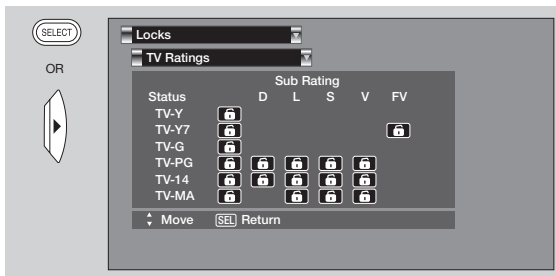 SELECT
OR
Locks
TV Ratings
Sub Rating
Status D L S V FV
TV-Y
TV-Y7
TV-G
TV-PG
TV-14
TV-MA
Move SEL Return